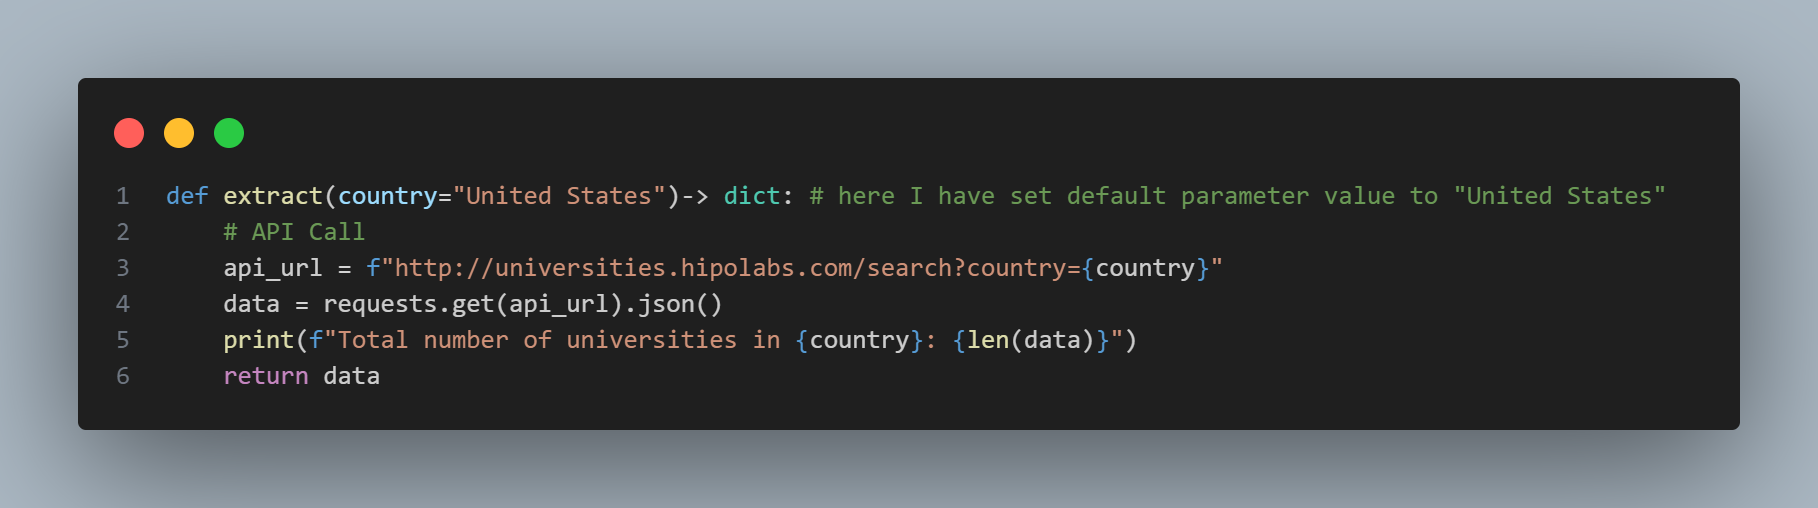 1 def extract(country="United States")-> dict: # here I have set default parameter value to "United States"
2     # API Call
3     api_url = f"http://universities.hipolabs.com/search?country={country}"
4     data = requests.get(api_url).json()
5     print(f"Total number of universities in {country}: {len(data)}")
6     return data